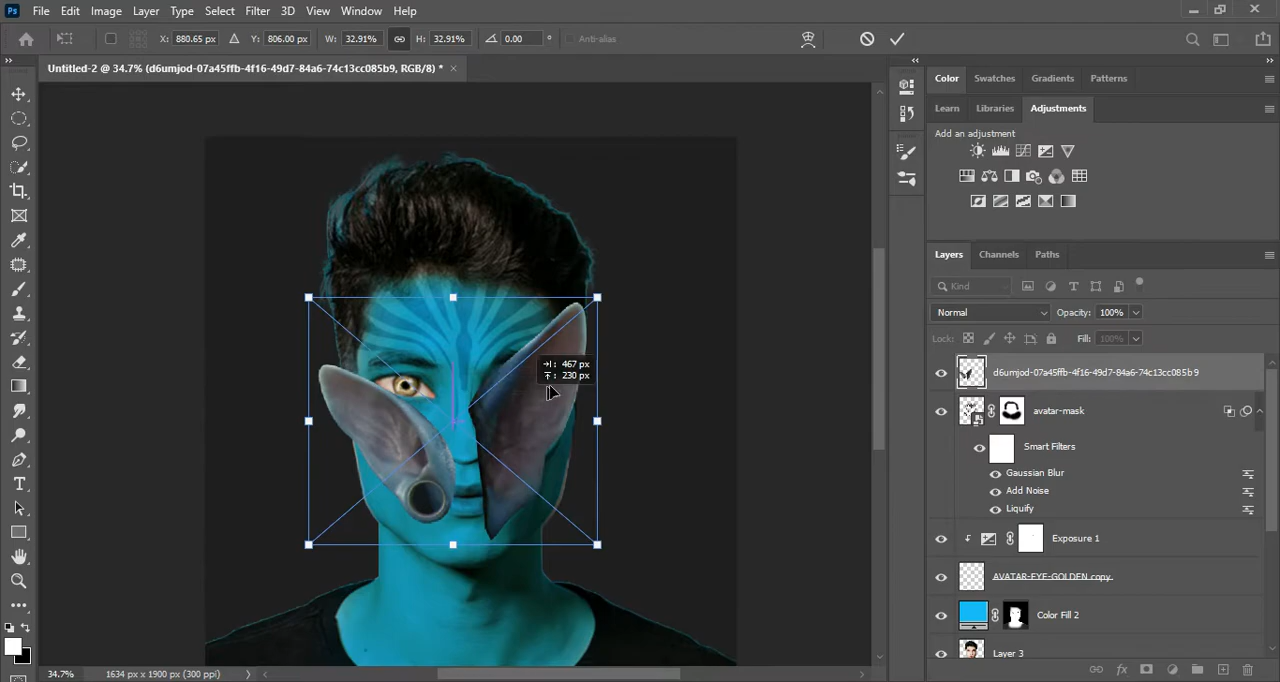 Ps File Edit Image Layer Type Select Filter 3D View Window Help
X: 880.65 px Y: 806.00 px W: 32.91% H: 32.91% 0.00 ° Anti-alias
Untitled-2 @ 34.7% (d6umjod-07a45ffb-4f16-49d7-84a6-74c13cc085b9, RGB/8) * ×
Color Swatches Gradients Patterns
Learn Libraries Adjustments
Add an adjustment
Layers Channels Paths
Kind
Normal Opacity: 100%
Lock: Fill: 100%
d6umjod-07a45ffb-4f16-49d7-84a6-74c13cc085b9
avatar-mask
Smart Filters
Gaussian Blur
Add Noise
Liquify
Exposure 1
AVATAR-EYE-GOLDEN copy
Color Fill 2
Layer 3
467 px
230 px
34.7% 1634 px x 1900 px (300 ppi)